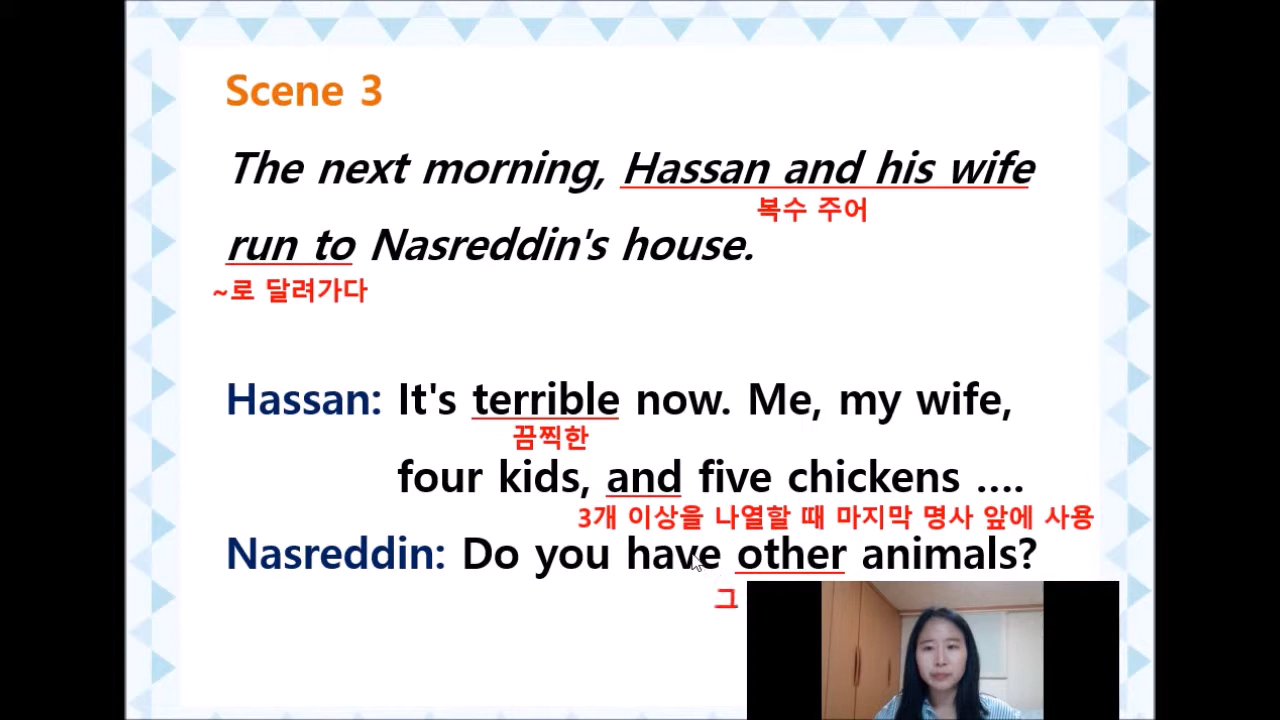 Scene 3
The next morning, Hassan and his wife
복수 주어
run to Nasreddin's house.
~로 달려가다
Hassan: It's terrible now. Me, my wife,
끔찍한
four kids, and five chickens ....
3개 이상을 나열할 때 마지막 명사 앞에 사용
Nasreddin: Do you have other animals?
그